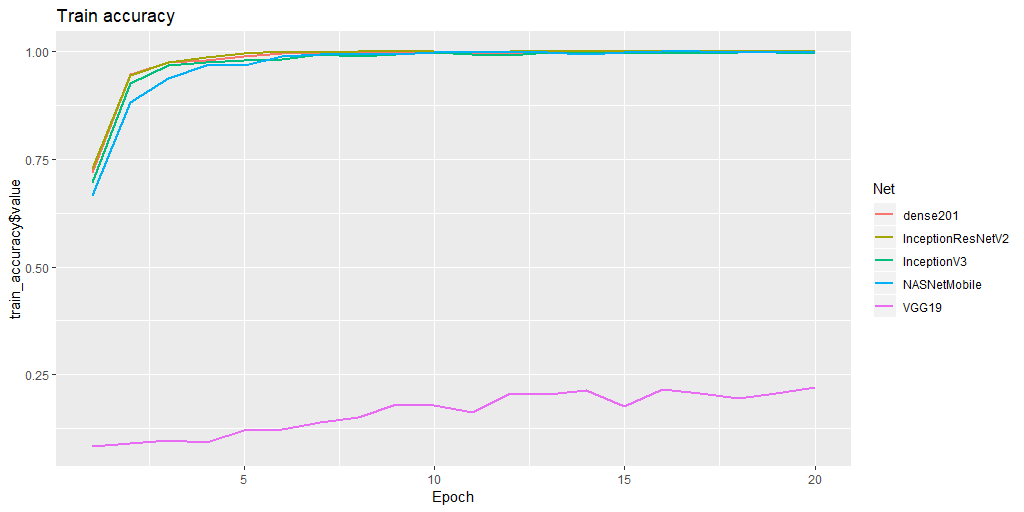 Train accuracy
train_accuracy$value
1.00
0.75
0.50
0.25
5
10
15
20
Epoch
Net
dense201
InceptionResNetV2
InceptionV3
NASNetMobile
VGG19